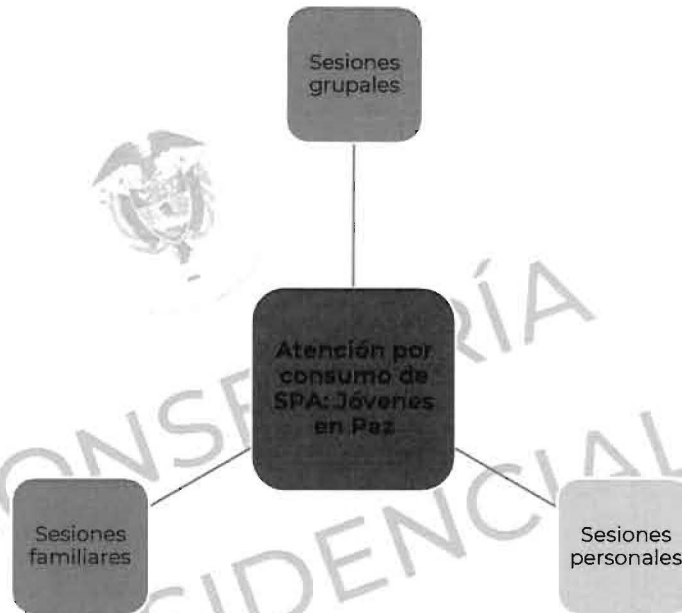 Sesiones
grupales
Atención por
consumo de
SPA: Jóvenes
en Paz
Sesiones
familiares
Sesiones
personales